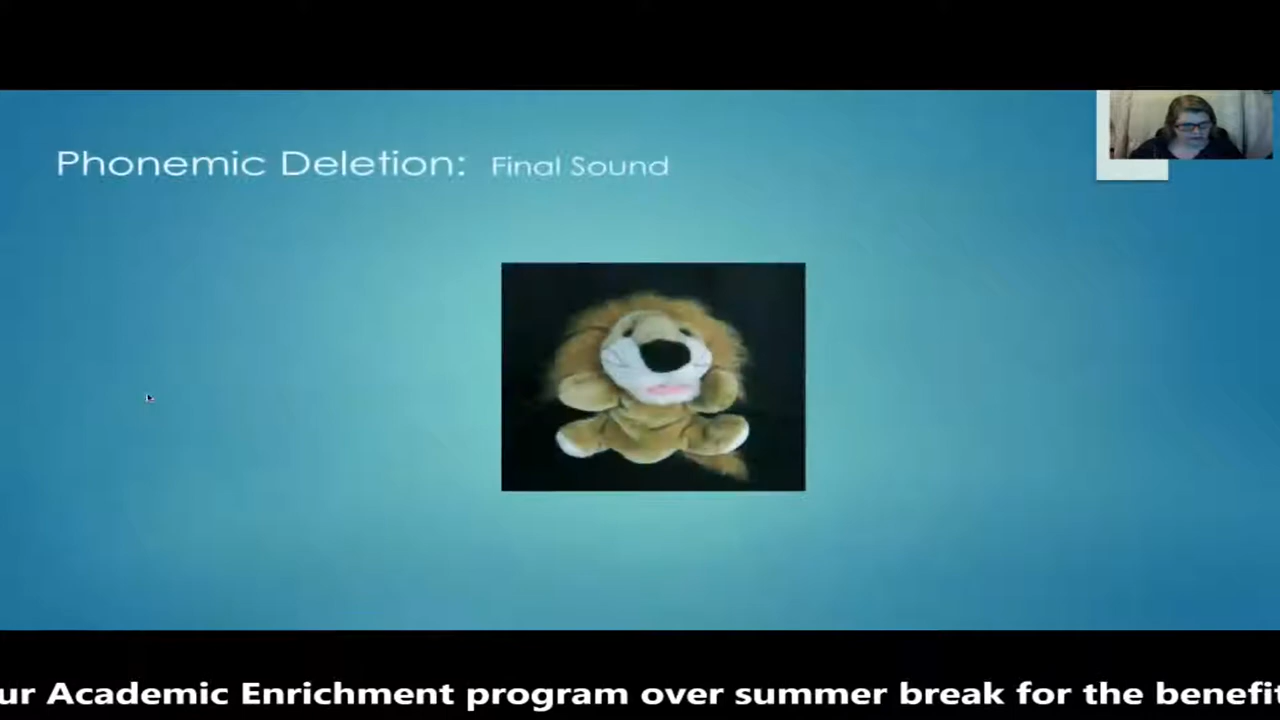 Phonemic Deletion: Final Sound
ur Academic Enrichment program over summer break for the benefit